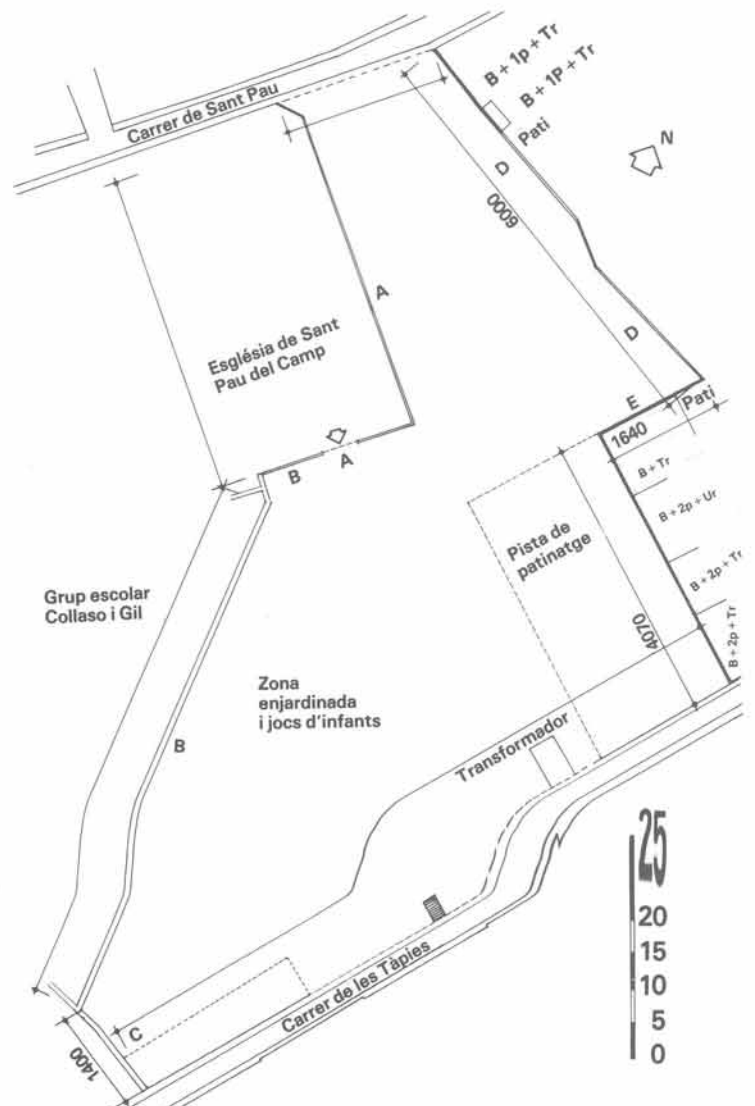 B + 1p + Tr
B + 1P + Tr
Pati
Carrer de Sant Pau
N
D
6000
A
Església de Sant
Pau del Camp
D
E
Pati
1640
B
A
B + Tr
B + 2p + Ur
B + 2p + Tr
B + 2p + Tr
Pista de
patinatge
4070
Grup escolar
Collaso i Gil
Zona
enjardinada
i jocs d'infants
B
Transformador
25
20
15
10
5
0
Carrer de les Tàpies
C
1400